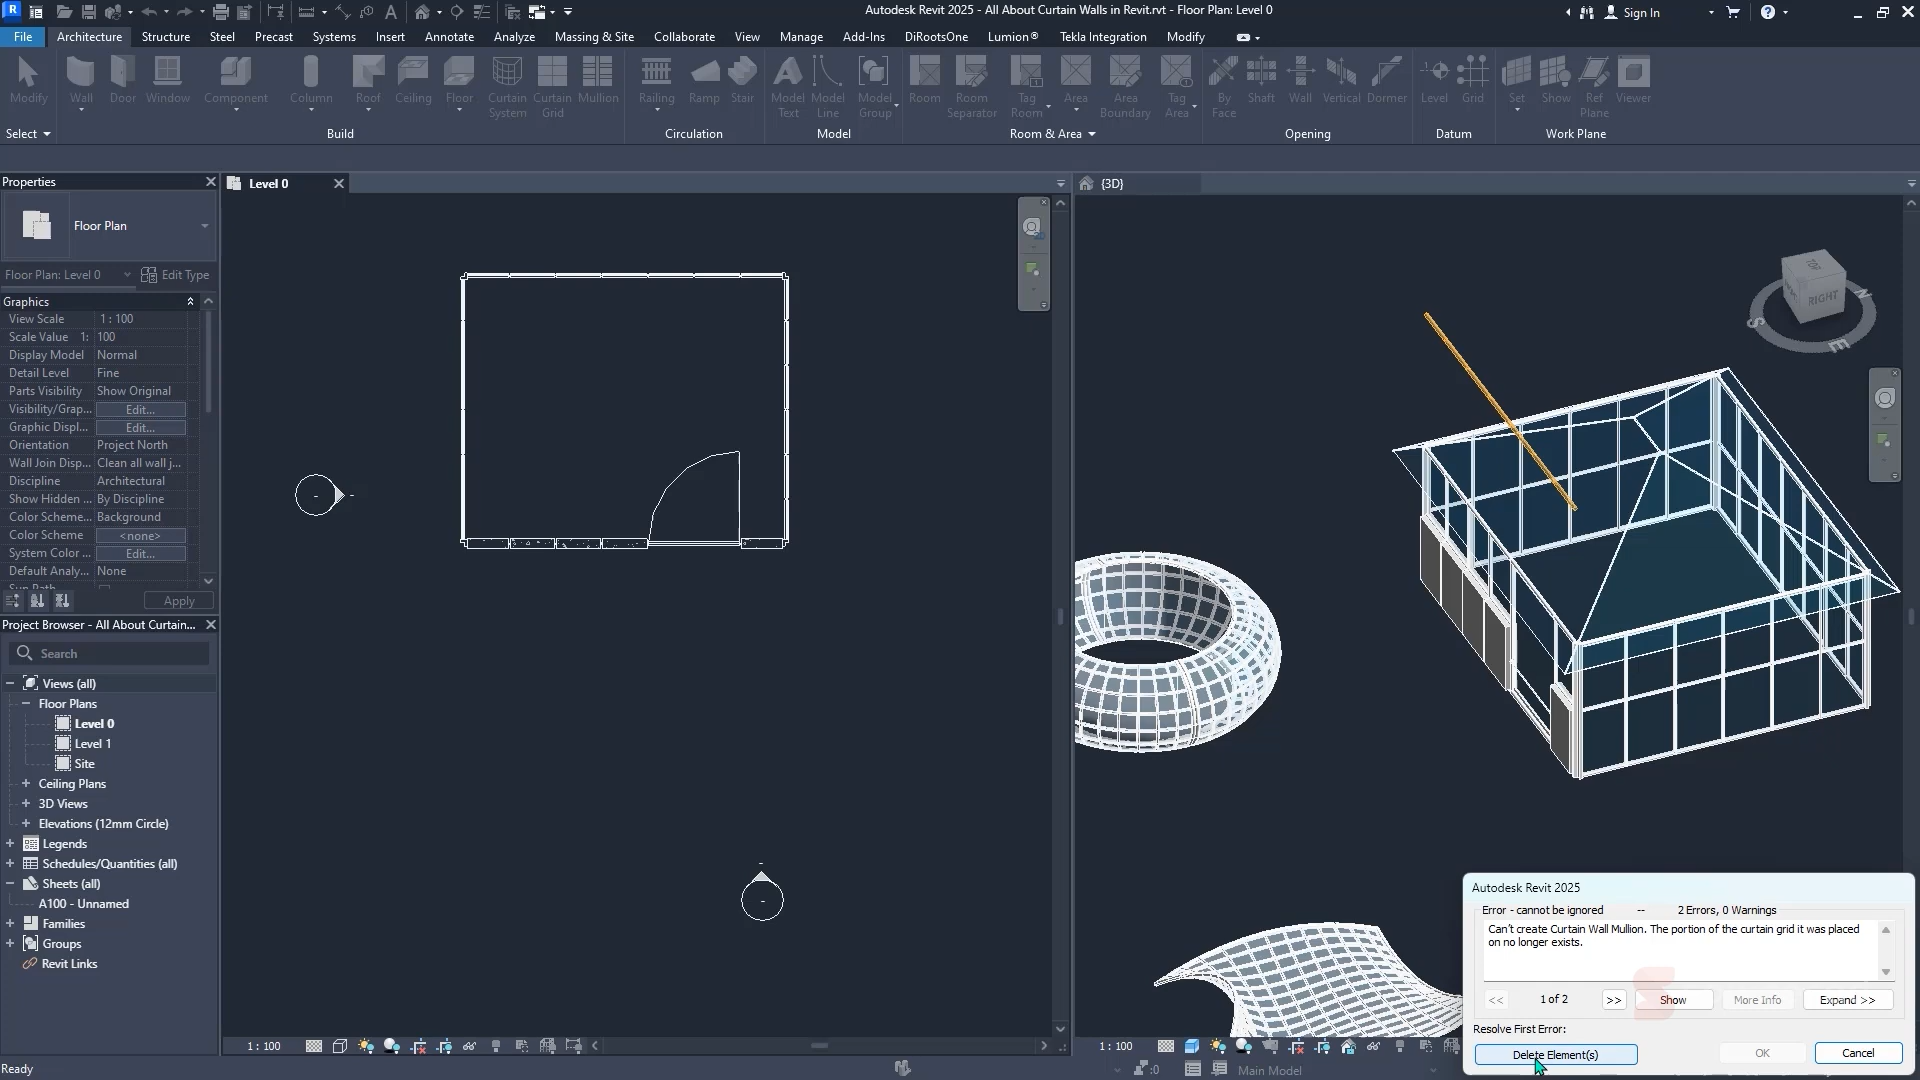 Autodesk Revit 2025 - All About Curtain Walls in Revit.rvt - Floor Plan: Level 0
Sign In
File Architecture Structure Steel Precast Systems Insert Annotate Analyze Massing & Site Collaborate View Manage Add-Ins DiRootsOne Lumion® Tekla Integration Modify
Modify Wall Door Window Component Column Roof Ceiling Floor Curtain System Curtain Grid Mullion Railing Ramp Stair Model Text Model Line Model Group Room Room Separator Tag Room Area Area Boundary Tag Area By Face Shaft Wall Vertical Dormer Level Grid Set Show Ref Plane Viewer
Select Build Circulation Model Room & Area Opening Datum Work Plane
Properties
Floor Plan
Floor Plan: Level 0 Edit Type
Graphics
View Scale 1 : 100
Scale Value 1: 100
Display Model Normal
Detail Level Fine
Parts Visibility Show Original
Visibility/Grap... Edit...
Graphic Displ... Edit...
Orientation Project North
Wall Join Disp... Clean all wall j...
Discipline Architectural
Show Hidden ... By Discipline
Color Scheme... Background
Color Scheme <none>
System Color ... Edit...
Default Analy... None
Sun Path
Apply
Project Browser - All About Curtain...
Search
Views (all)
Floor Plans
Level 0
Level 1
Site
Ceiling Plans
3D Views
Elevations (12mm Circle)
Legends
Schedules/Quantities (all)
Sheets (all)
A100 - Unnamed
Families
Groups
Revit Links
Level 0
{3D}
TOP
RIGHT
FRONT
N
S
E
1 : 100
1 : 100
Autodesk Revit 2025
Error - cannot be ignored -- 2 Errors, 0 Warnings
Can't create Curtain Wall Mullion. The portion of the curtain grid it was placed
on no longer exists.
<< 1 of 2 >> Show More Info Expand >>
Resolve First Error:
Delete Element(s) OK Cancel
Ready
:0
Main Model